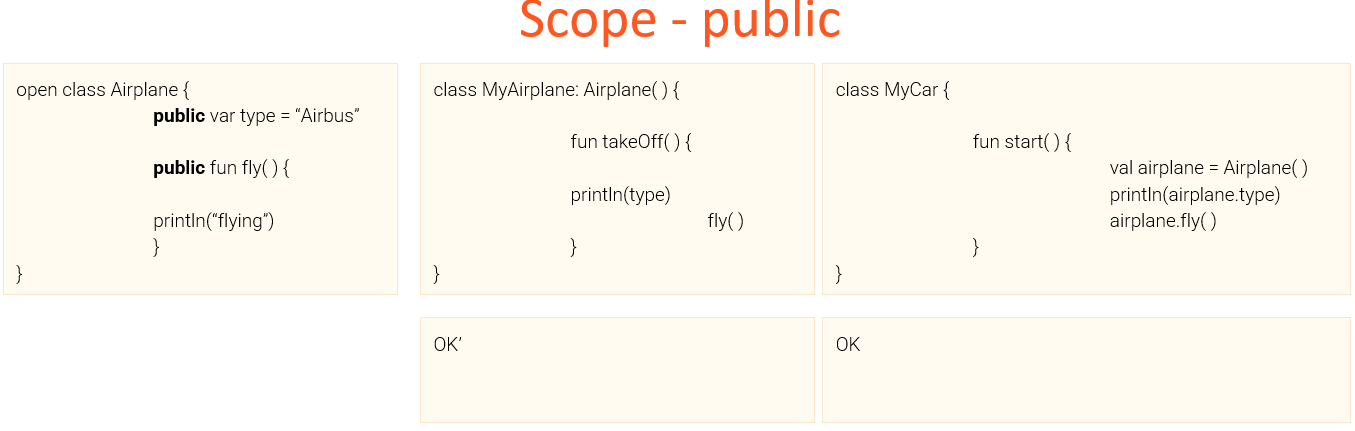 Scope - public
open class Airplane {
public var type = “Airbus”
public fun fly( ) {
println(“flying”)
}
}
class MyAirplane: Airplane( ) {
fun takeOff( ) {
println(type)
fly( )
}
}
class MyCar {
fun start( ) {
val airplane = Airplane( )
println(airplane.type)
airplane.fly( )
}
}
OK’
OK